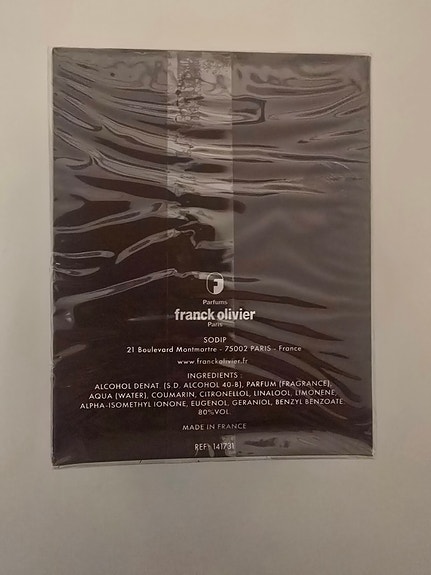 F
Parfums
franck olivier
Paris
SODIP
21 Boulevard Montmartre - 75002 PARIS - France
www.franckolivier.fr
INGREDIENTS :
ALCOHOL DENAT. (S.D. ALCOHOL 40-B), PARFUM (FRAGRANCE),
AQUA (WATER), COUMARIN, CITRONELLOL, LINALOOL, LIMONENE,
ALPHA-ISOMETHYL IONONE, EUGENOL, GERANIOL, BENZYL BENZOATE.
80%VOL
MADE IN FRANCE
REF: 141731